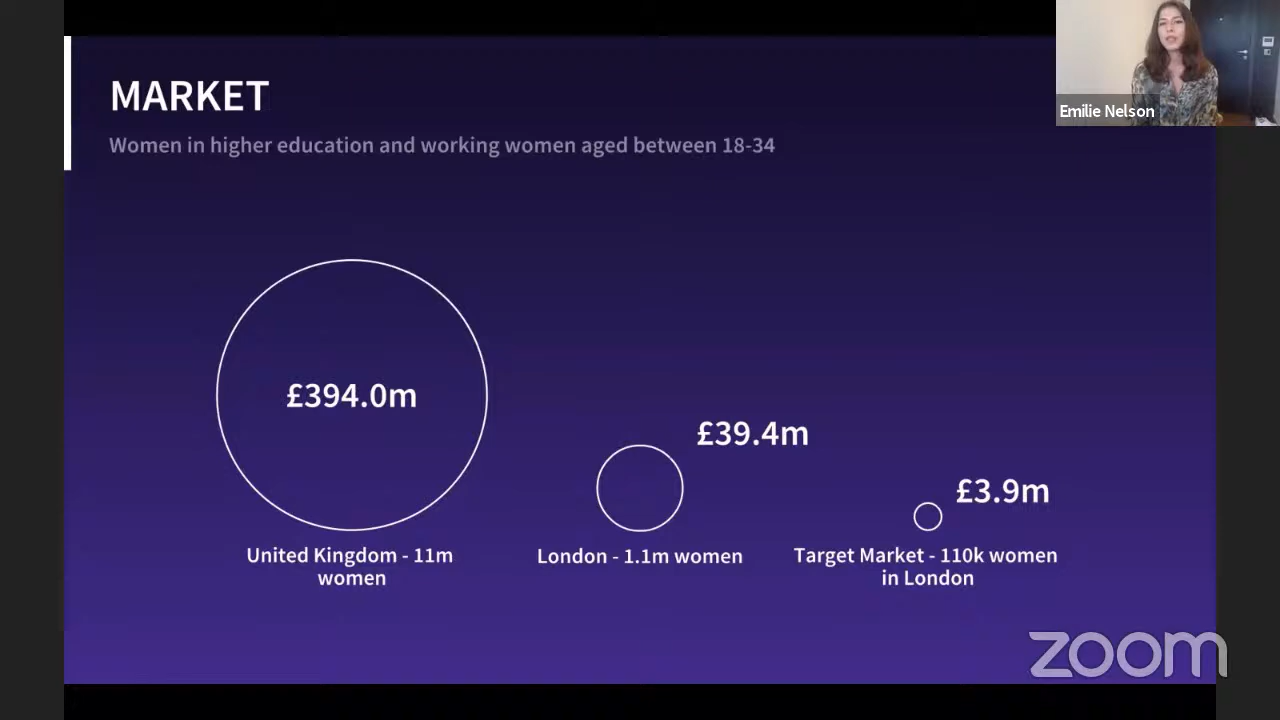 MARKET
Women in higher education and working women aged between 18-34
Emilie Nelson
£394.0m
£39.4m
£3.9m
United Kingdom - 11m
women
London - 1.1m women
Target Market - 110k women
in London
zoom